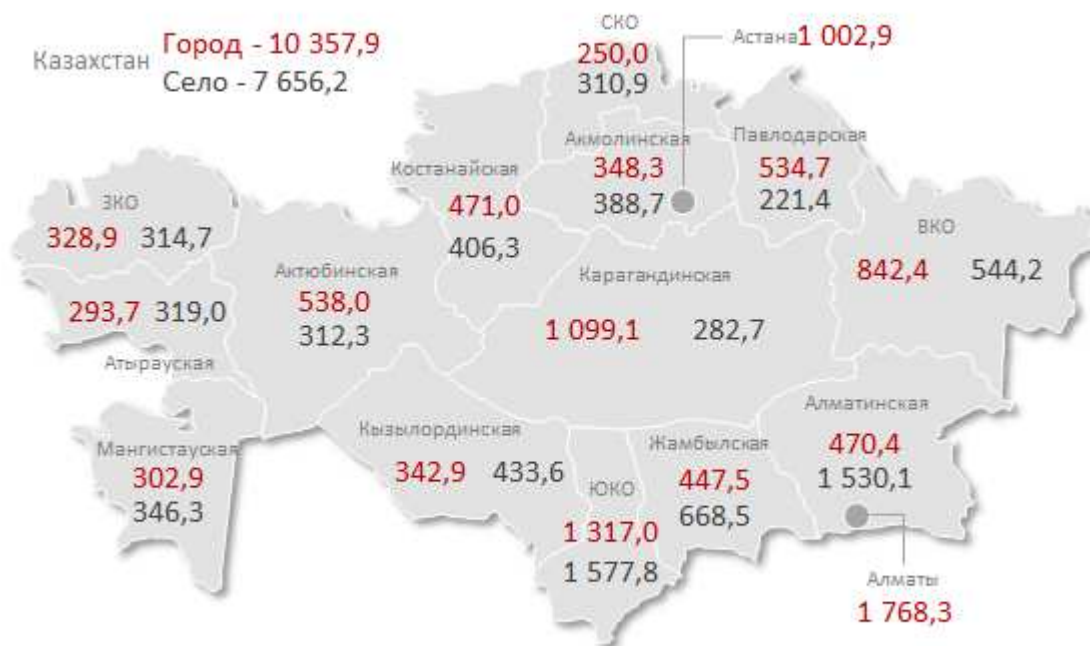 Казахстан
Город - 10 357,9
Село - 7 656,2
СКО
250,0
310,9
Астана 1 002,9
Акмолинская
348,3
388,7
Павлодарская
534,7
221,4
Костанайская
471,0
406,3
ЗКО
328,9 314,7
ВКО
842,4 544,2
Актюбинская
538,0
312,3
Карагандинская
1 099,1 282,7
293,7 319,0
Атырауская
Алматинская
470,4
1 530,1
Кызылординская
342,9 433,6
Жамбылская
447,5
668,5
Мангистауская
302,9
346,3
ЮКО
1 317,0
1 577,8
Алматы
1 768,3